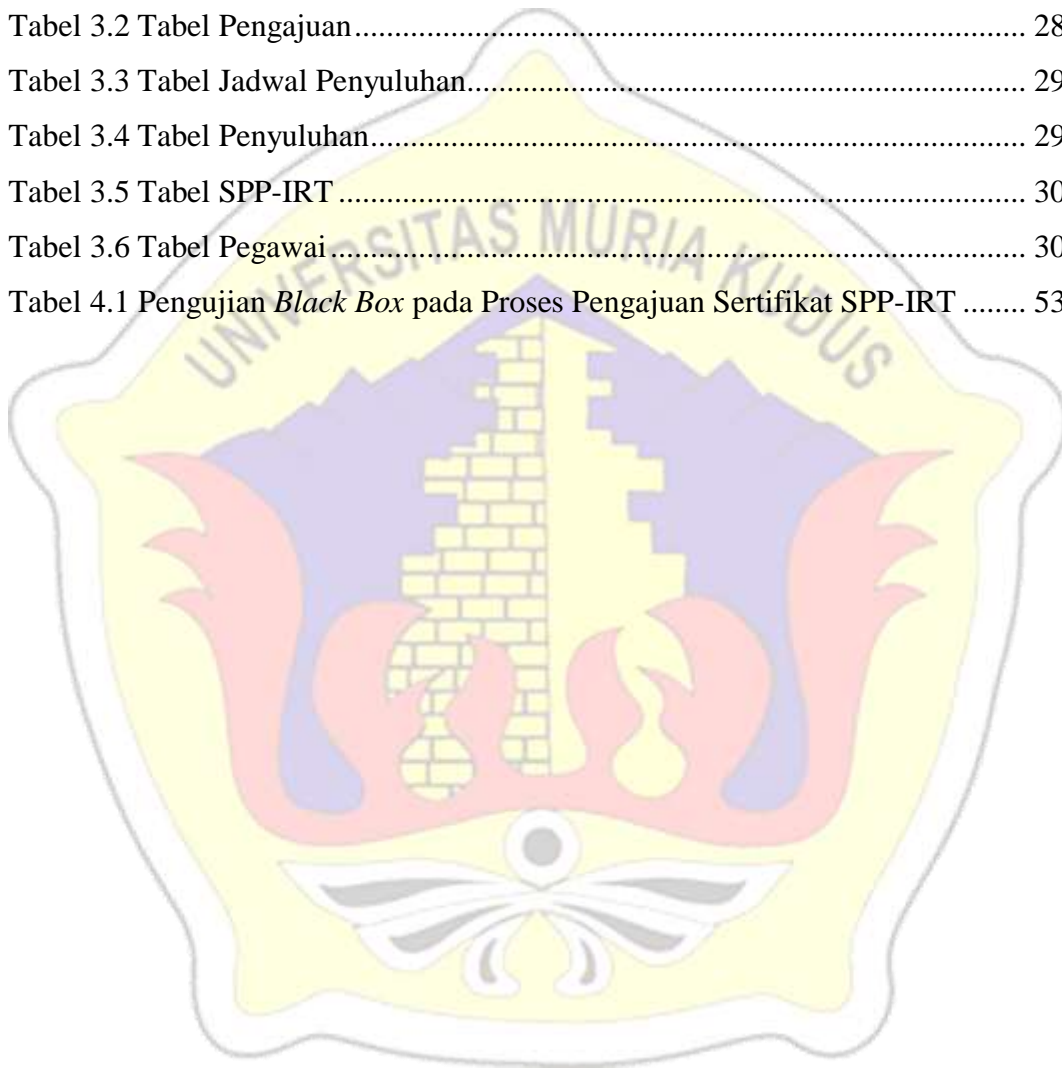 Tabel 3.2 Tabel Pengajuan.................................................................................. 28
Tabel 3.3 Tabel Jadwal Penyuluhan.................................................................... 29
Tabel 3.4 Tabel Penyuluhan................................................................................ 29
Tabel 3.5 Tabel SPP-IRT .................................................................................... 30
Tabel 3.6 Tabel Pegawai..................................................................................... 30
Tabel 4.1 Pengujian Black Box pada Proses Pengajuan Sertifikat SPP-IRT ........ 53
UNIVERSITAS MURIA KUDUS